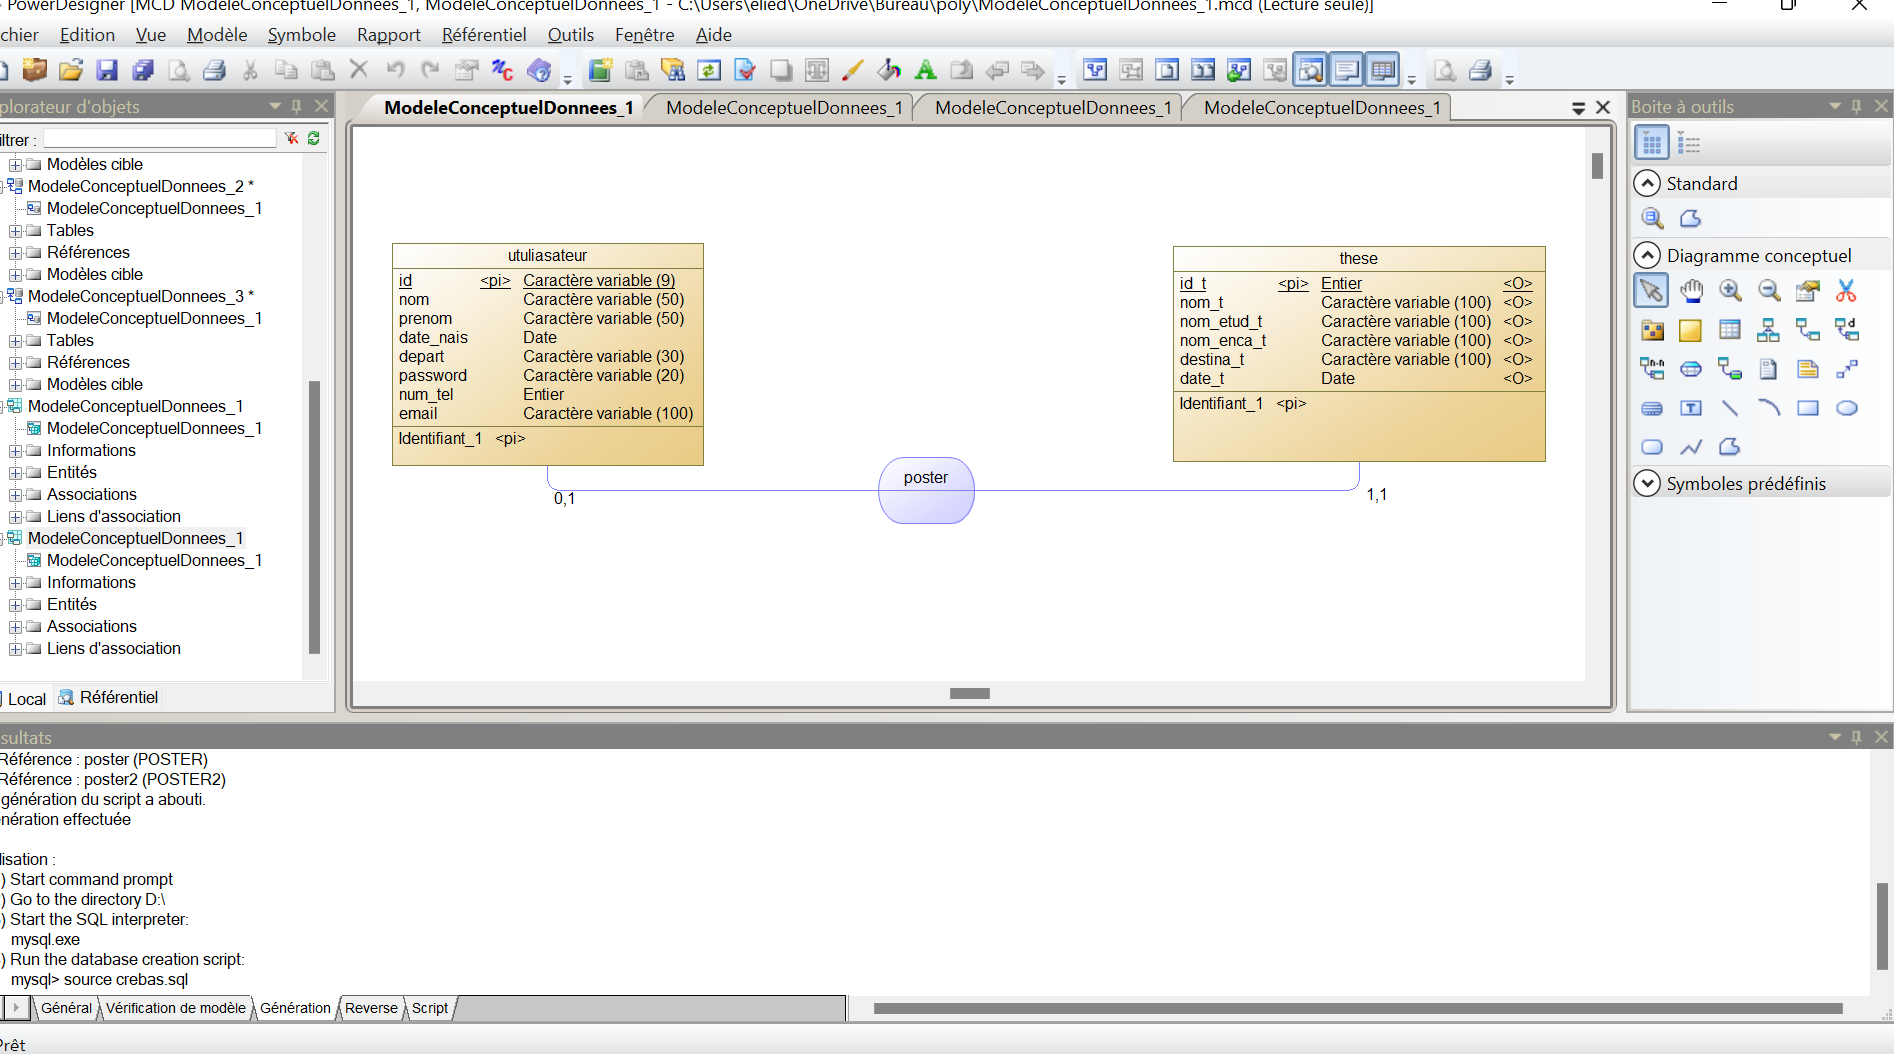 PowerDesigner [MCD ModeleConceptuelDonnees_1, ModeleConceptuelDonnees_1 - C:\Users\elied\OneDrive\Bureau\poly\ModeleConceptuelDonnees_1.mcd (Lecture seule)]
chier Edition Vue Modèle Symbole Rapport Référentiel Outils Fenêtre Aide
plorateur d'objets
ltrer :
Modèles cible
ModeleConceptuelDonnees_2 *
ModeleConceptuelDonnees_1
Tables
Références
Modèles cible
ModeleConceptuelDonnees_3 *
ModeleConceptuelDonnees_1
Tables
Références
Modèles cible
ModeleConceptuelDonnees_1
ModeleConceptuelDonnees_1
Informations
Entités
Associations
Liens d'association
ModeleConceptuelDonnees_1
ModeleConceptuelDonnees_1
Informations
Entités
Associations
Liens d'association
Local Référentiel
ModeleConceptuelDonnees_1 ModeleConceptuelDonnees_1 ModeleConceptuelDonnees_1 ModeleConceptuelDonnees_1
utuliasateur
id <pi> Caractère variable (9)
nom Caractère variable (50)
prenom Caractère variable (50)
date_nais Date
depart Caractère variable (30)
password Caractère variable (20)
num_tel Entier
email Caractère variable (100)
Identifiant_1 <pi>
0,1
poster
these
id_t <pi> Entier <O>
nom_t Caractère variable (100) <O>
nom_etud_t Caractère variable (100) <O>
nom_enca_t Caractère variable (100) <O>
destina_t Caractère variable (100) <O>
date_t Date <O>
Identifiant_1 <pi>
1,1
Boite à outils
Standard
Diagramme conceptuel
Symboles prédéfinis
sultats
Référence : poster (POSTER)
Référence : poster2 (POSTER2)
génération du script a abouti.
nération effectuée
lisation :
) Start command prompt
) Go to the directory D:\
) Start the SQL interpreter:
mysql.exe
) Run the database creation script:
mysql> source crebas.sql
Général Vérification de modèle Génération Reverse Script
Prêt